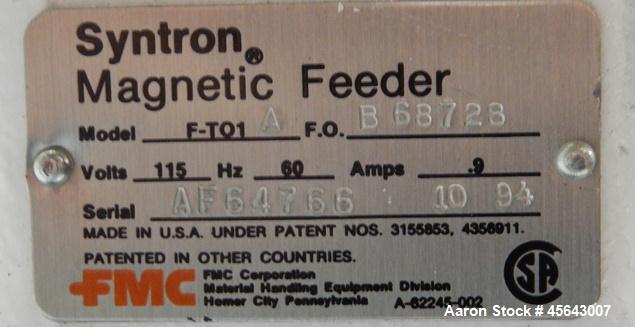 Syntron®
Magnetic Feeder
Model F-TO1 A F.O. B 68728
Volts 115 Hz 60 Amps .9
Serial AF64766 10 94
MADE IN U.S.A. UNDER PATENT NOS. 3155853, 4356911.
PATENTED IN OTHER COUNTRIES.
FMC FMC Corporation
Material Handling Equipment Division
Homer City Pennsylvania A-62245-002
SA
Aaron Stock # 45643007